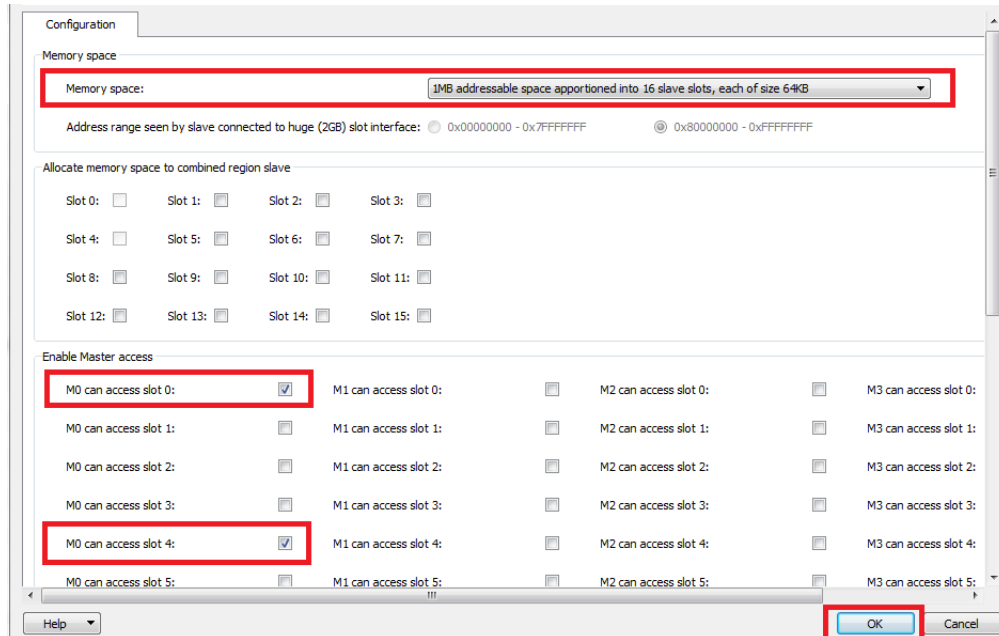 Configuration
Memory space
Memory space: 1MB addressable space apportioned into 16 slave slots, each of size 64KB
Address range seen by slave connected to huge (2GB) slot interface: 0x00000000 - 0x7FFFFFFF 0x80000000 - 0xFFFFFFFF
Allocate memory space to combined region slave
Slot 0: Slot 1: Slot 2: Slot 3:
Slot 4: Slot 5: Slot 6: Slot 7:
Slot 8: Slot 9: Slot 10: Slot 11:
Slot 12: Slot 13: Slot 14: Slot 15:
Enable Master access
M0 can access slot 0: M1 can access slot 0: M2 can access slot 0: M3 can access slot 0:
M0 can access slot 1: M1 can access slot 1: M2 can access slot 1: M3 can access slot 1:
M0 can access slot 2: M1 can access slot 2: M2 can access slot 2: M3 can access slot 2:
M0 can access slot 3: M1 can access slot 3: M2 can access slot 3: M3 can access slot 3:
M0 can access slot 4: M1 can access slot 4: M2 can access slot 4: M3 can access slot 4:
M0 can access slot 5: M1 can access slot 5: M2 can access slot 5: M3 can access slot 5:
Help OK Cancel